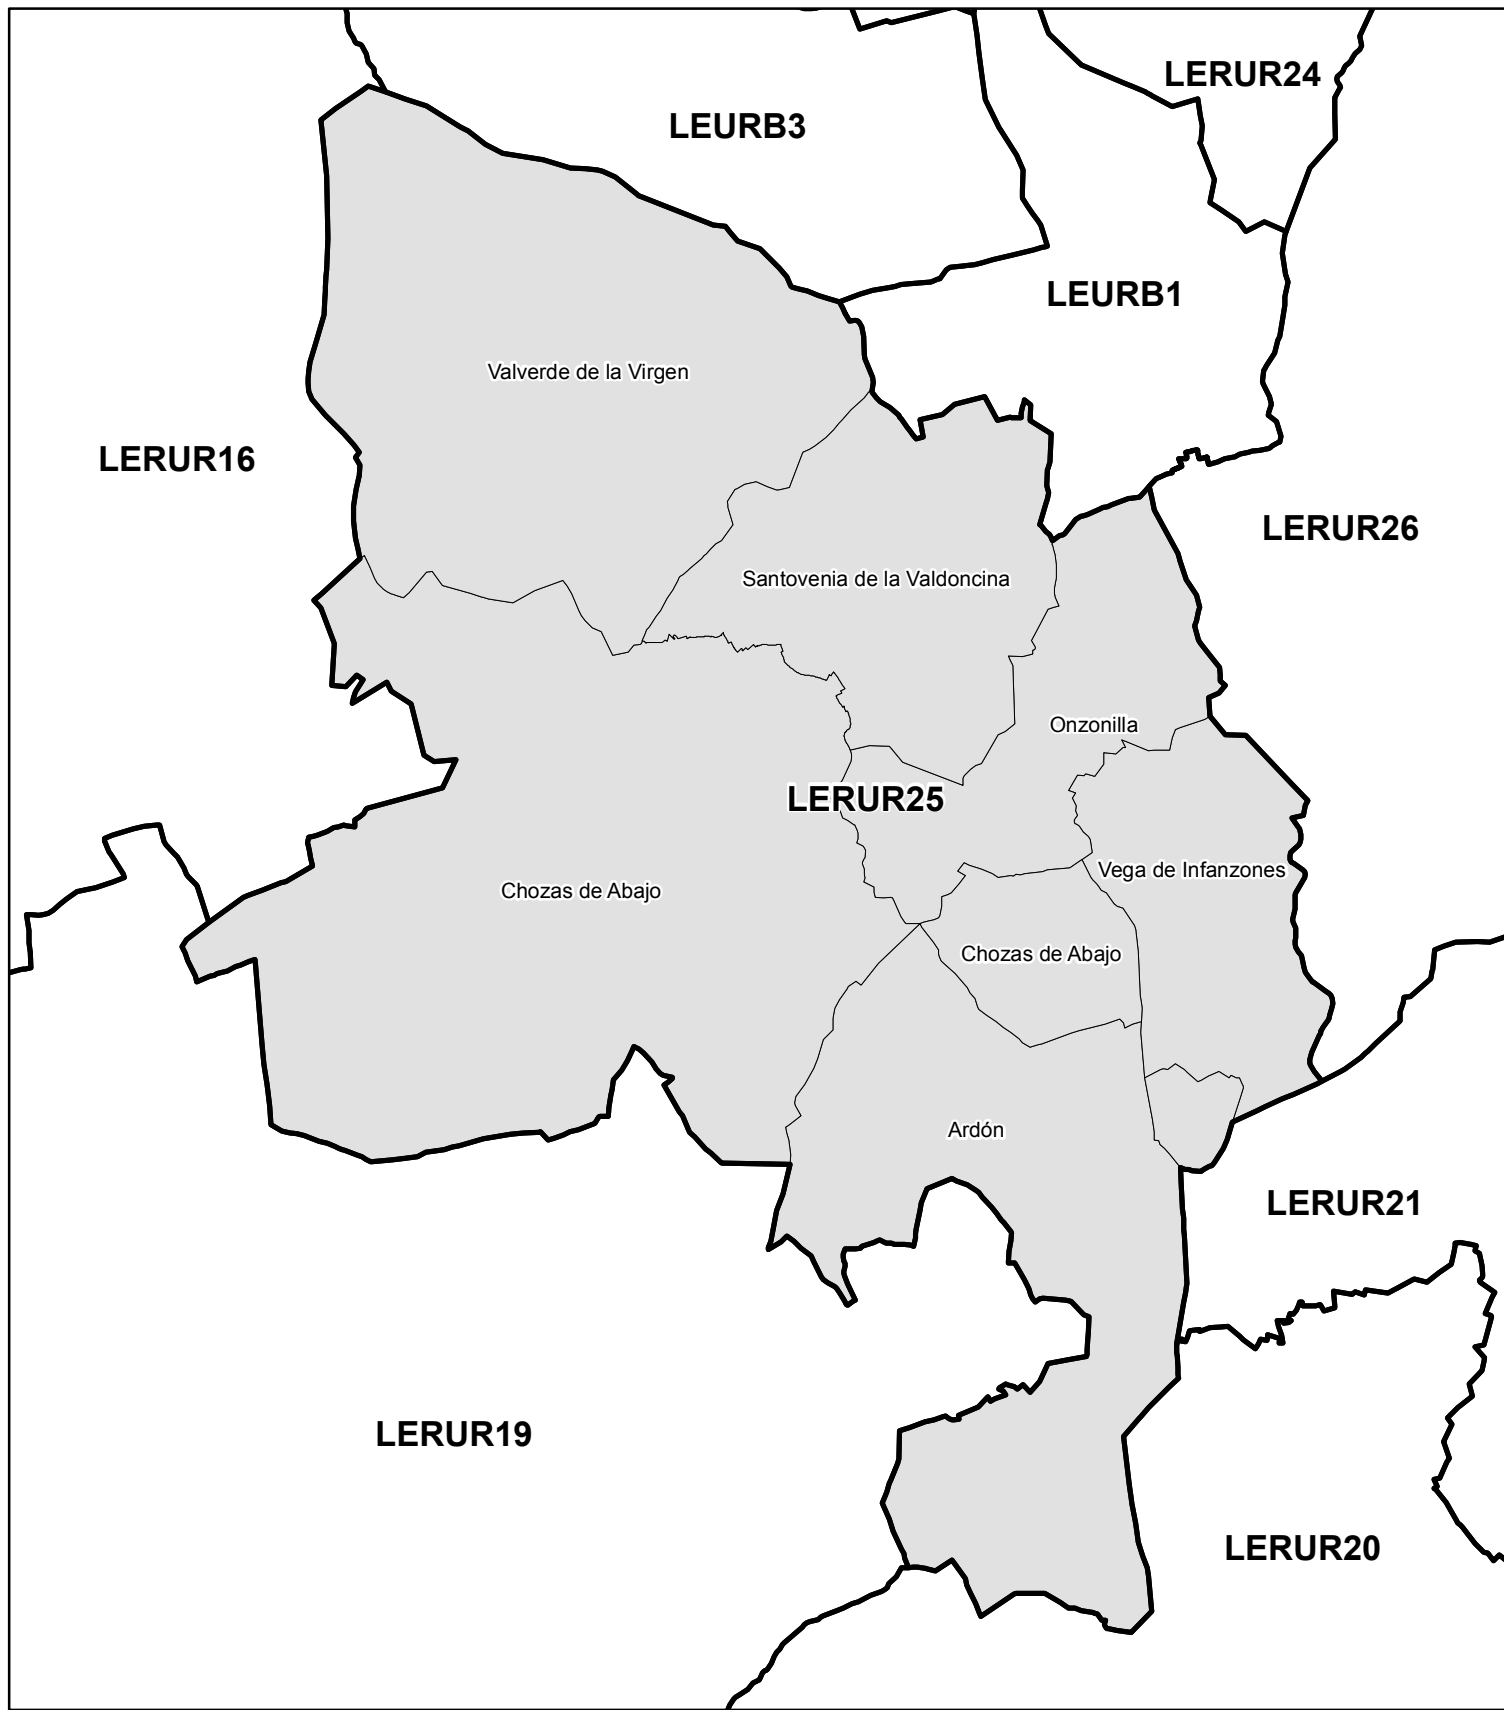 LERUR24
LEURB3
LEURB1
Valverde de la Virgen
LERUR16
LERUR26
Santovenia de la Valdoncina
Onzonilla
LERUR25
Vega de Infanzones
Chozas de Abajo
Chozas de Abajo
Ardón
LERUR21
LERUR19
LERUR20